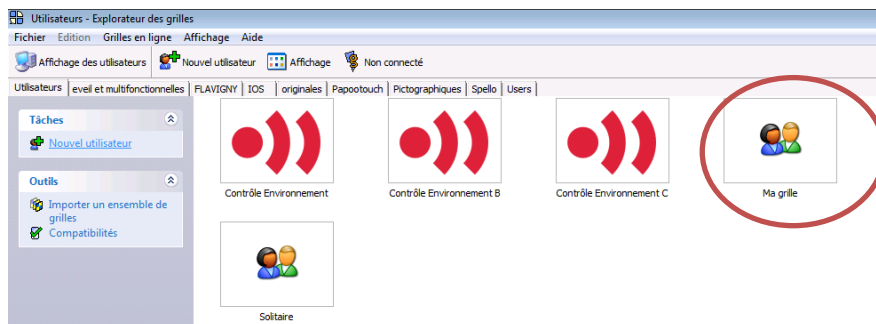 Utilisateurs - Explorateur des grilles
Fichier Edition Grilles en ligne Affichage Aide
Affichage des utilisateurs Nouvel utilisateur Affichage Non connecté
Utilisateurs eveil et multifonctionnelles FLAVIGNY IOS originales Papootouch Pictographiques Spello Users
Tâches
Nouvel utilisateur
Outils
Importer un ensemble de
grilles
Compatibilités
Contrôle Environnement Contrôle Environnement B Contrôle Environnement C Ma grille
Solitaire